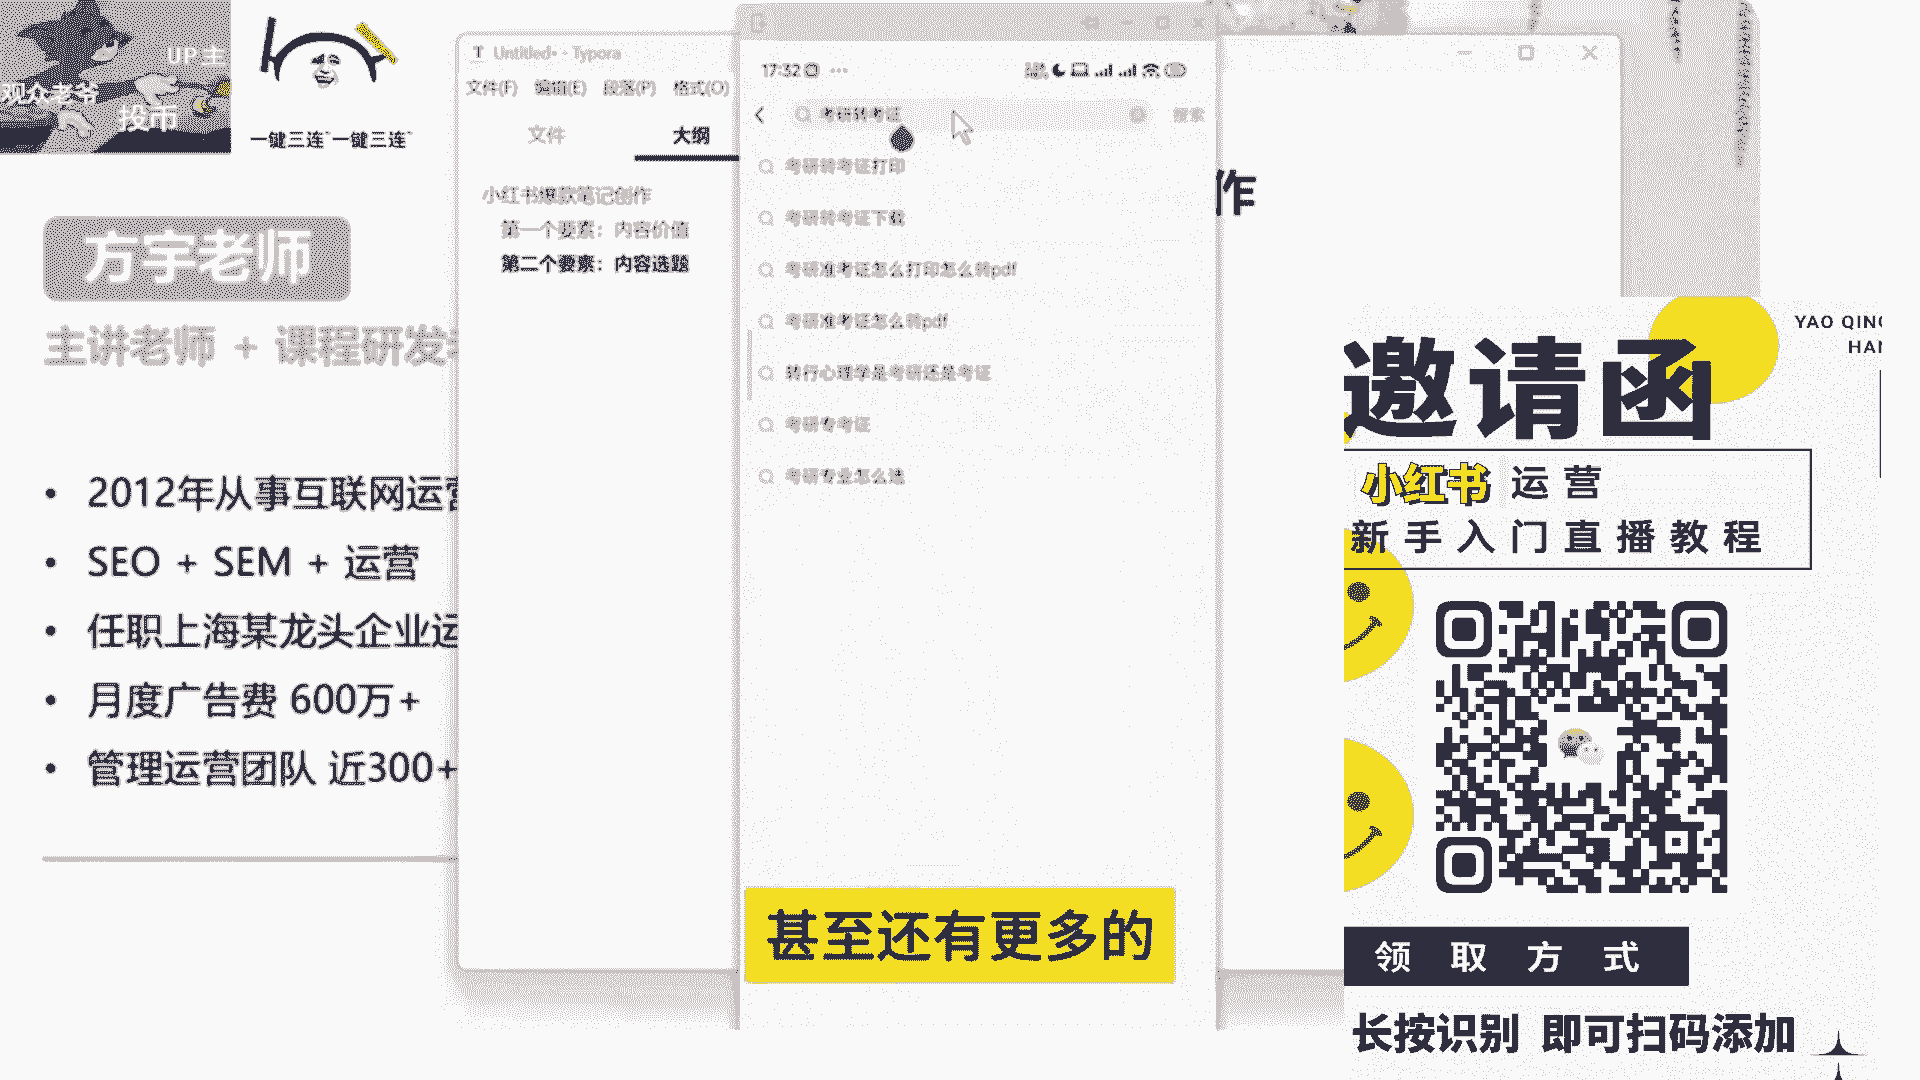 UP主
观众老爷
投币
一键三连 一键三连
方宇老师
主讲老师 + 课程研发
2012年从事互联网运营
SEO + SEM + 运营
任职上海某龙头企业运
月度广告费 600万+
管理运营团队 近300+
Untitled• - Typora
文件(F) 编辑(E) 段落(P) 格式(O)
文件 大纲
小红书爆款笔记创作
第一个要素：内容价值
第二个要素：内容选题
17:32
考研转考证
搜索
考研转考证打印
考研转考证下载
考研准考证怎么打印怎么转pdf
考研准考证怎么转pdf
转行心理学是考研还是考证
考研专考证
考研专业怎么选
甚至还有更多的
作
YAO QING
HAN
邀请函
小红书 运营
新手入门直播教程
领取方式
长按识别 即可扫码添加